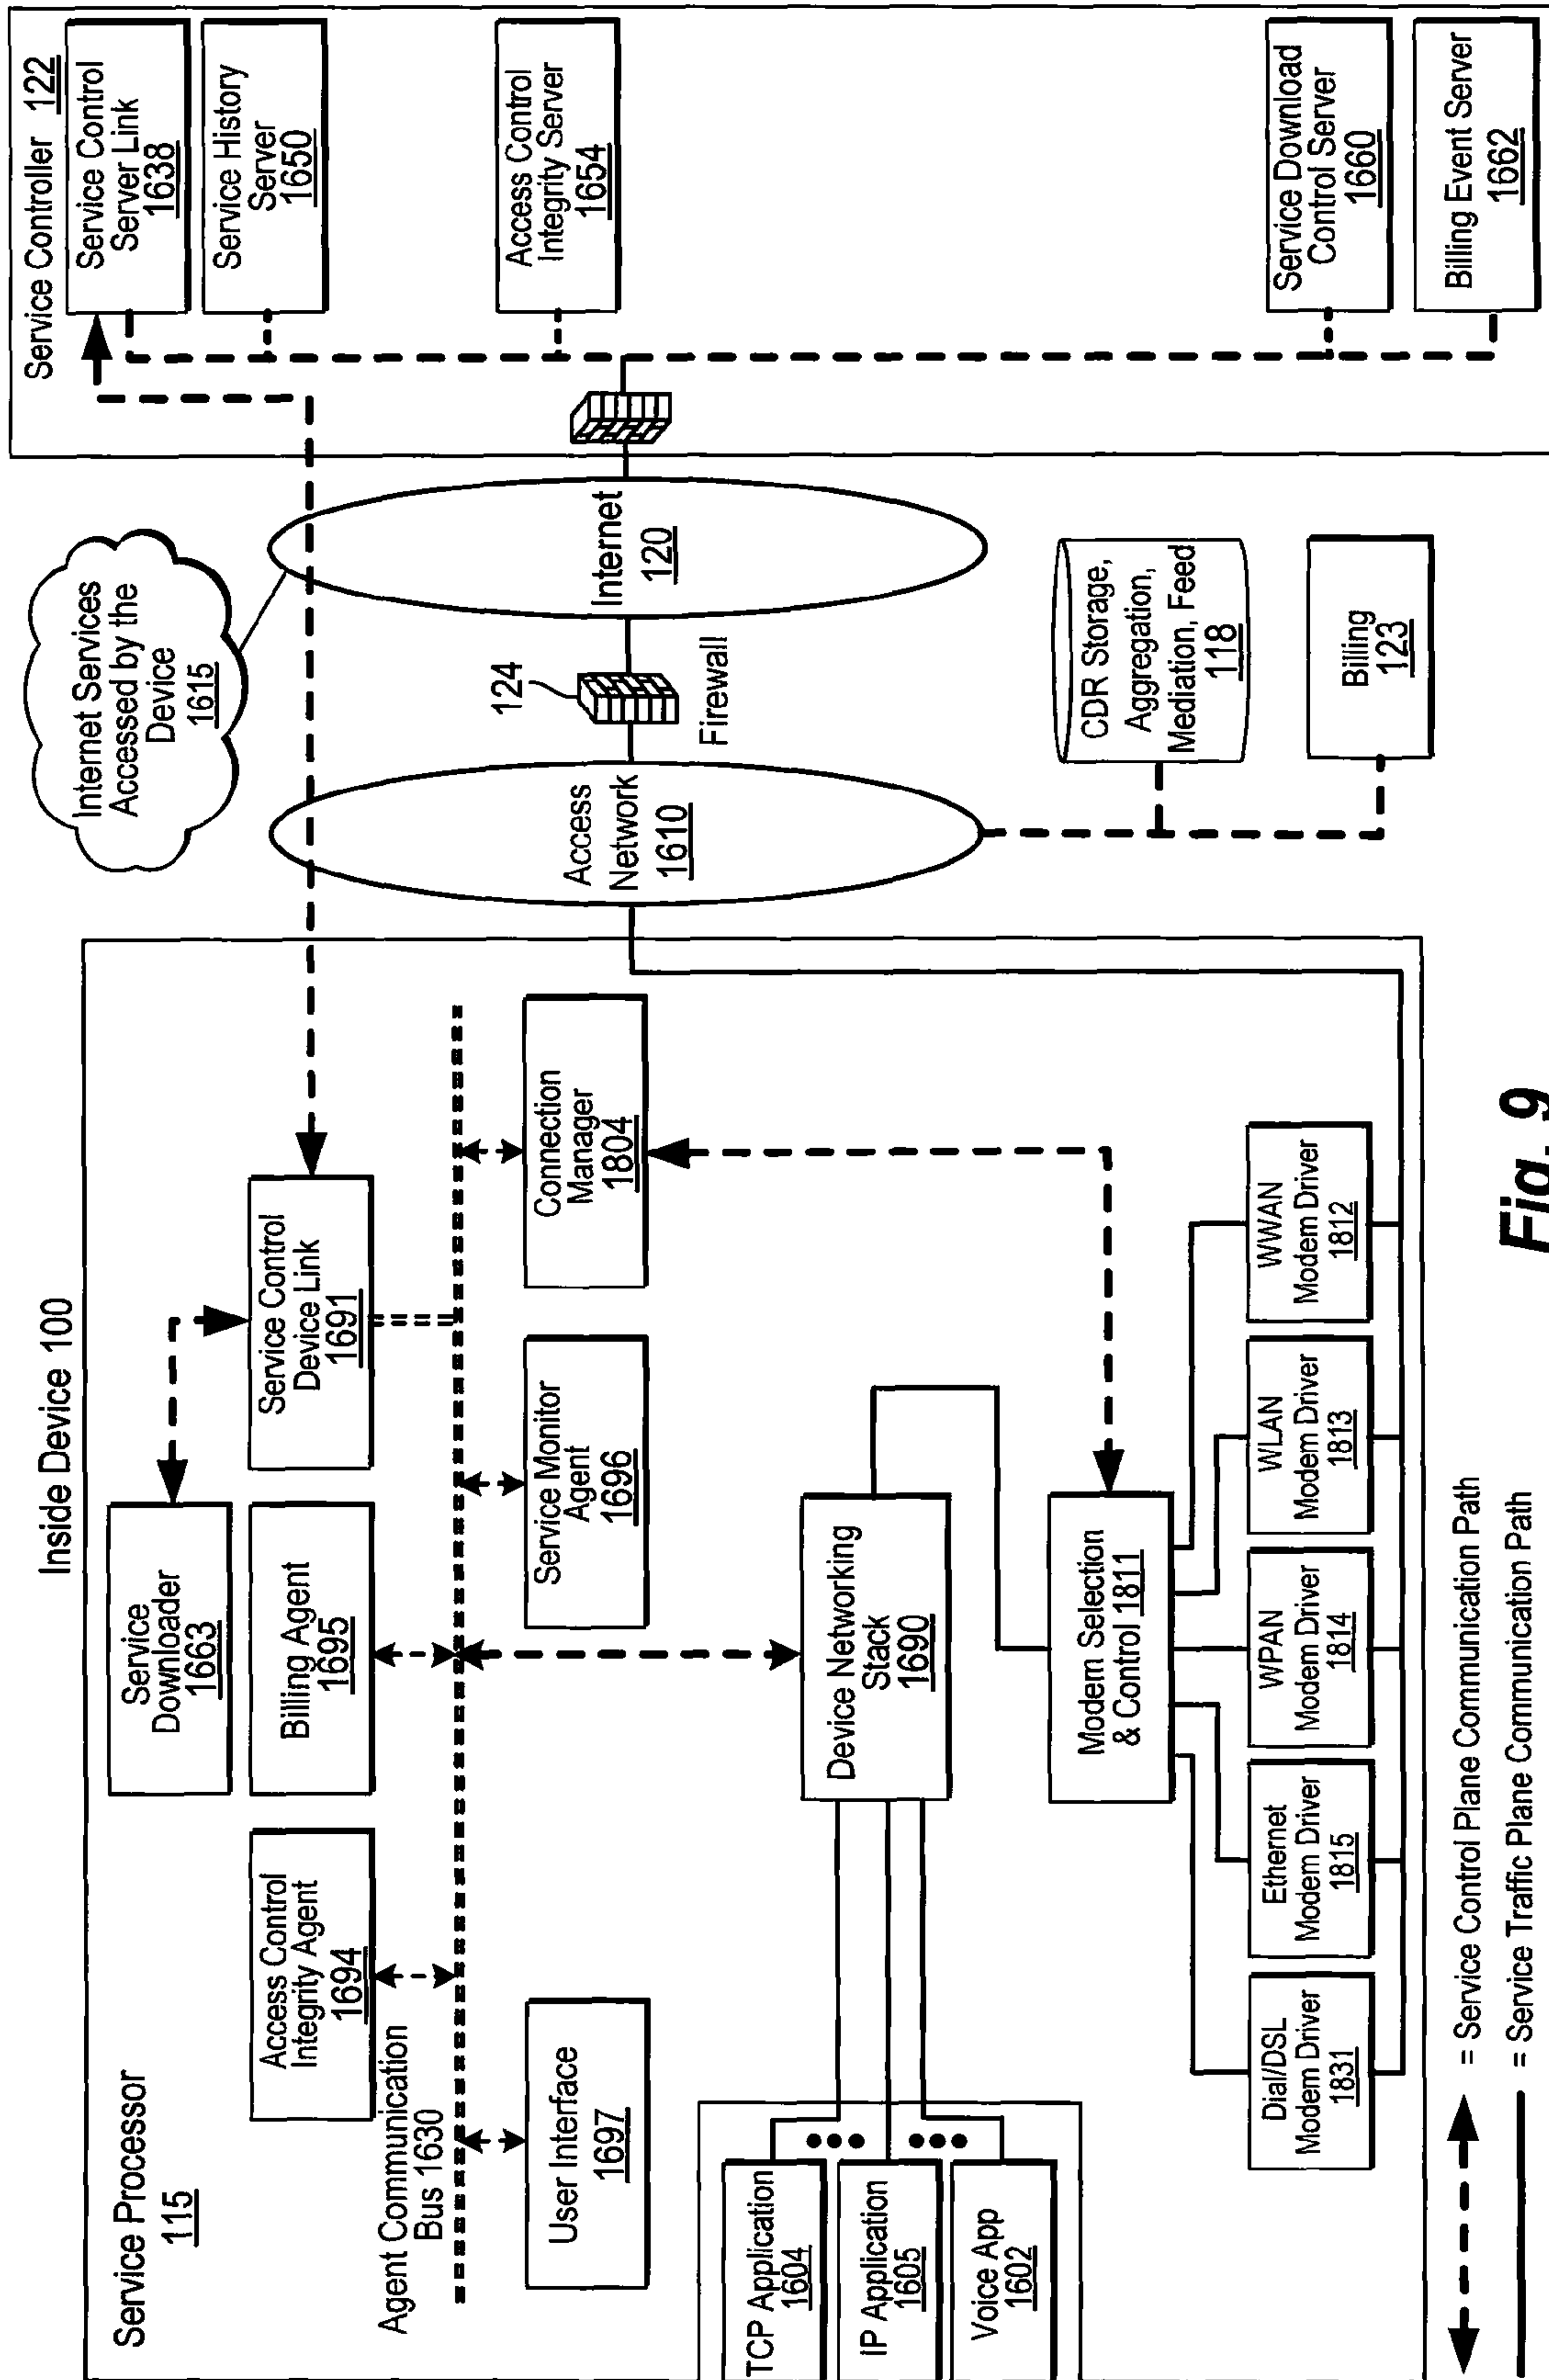 Service Controller 122
Service Control
Server Link
1638
Service History
Server
1650
Access Control
Integrity Server
1654
Service Download
Control Server
1660
Billing Event Server
1662
Internet Services
Accessed by the
Device
1615
Internet
120
124
Firewall
Access
Network
1610
CDR Storage,
Aggregation,
Mediation, Feed
118
Billing
123
Inside Device 100
Service Processor
115
Service
Downloader
1663
Access Control
Integrity Agent
1694
Billing Agent
1695
Service Control
Device Link
1691
Agent Communication
Bus 1630
User Interface
1697
Service Monitor
Agent
1696
Connection
Manager
1804
TCP Application
1604
IP Application
1605
Voice App
1602
Device Networking
Stack
1690
Modem Selection
& Control 1811
Dial/DSL
Modem Driver
1831
Ethernet
Modem Driver
1815
WPAN
Modem Driver
1814
WLAN
Modem Driver
1813
WWAN
Modem Driver
1812
= Service Control Plane Communication Path
= Service Traffic Plane Communication Path
Fig. 9